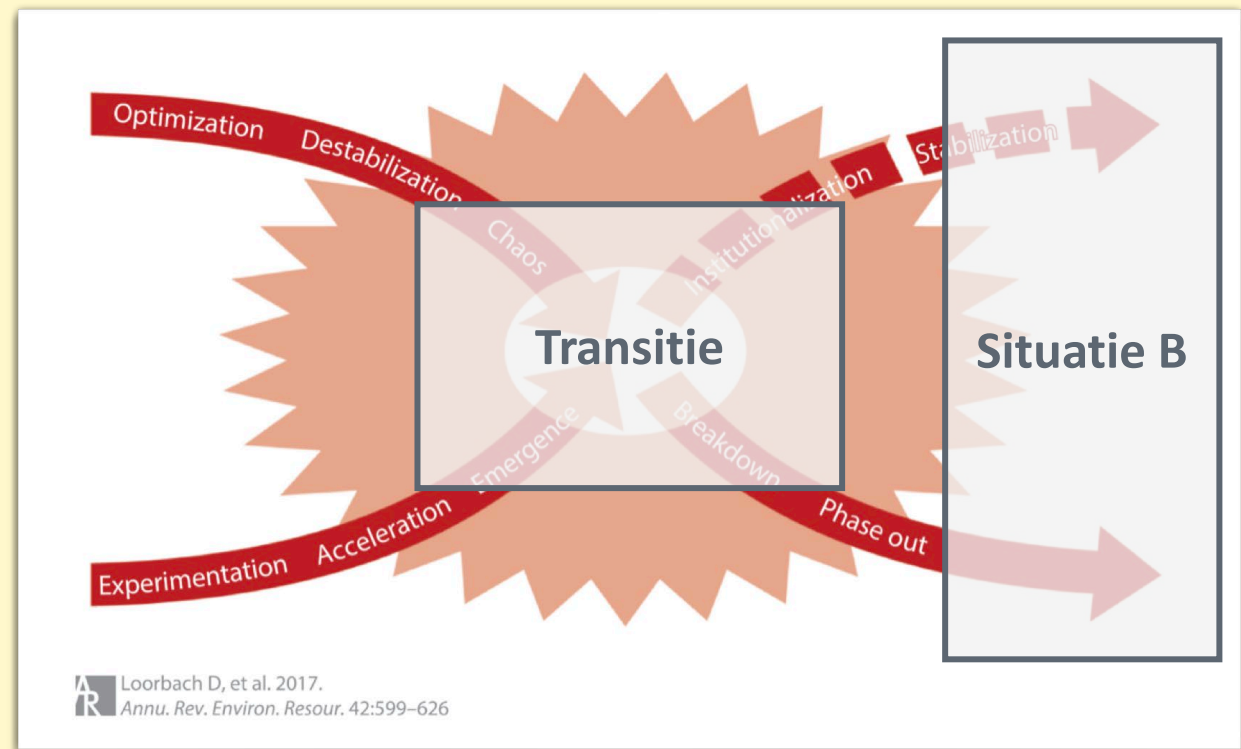 Optimization
Destabilization
Chaos
Institutionalization
Stabilization
Transitie
Situatie B
Experimentation
Acceleration
Emergence
Breakdown
Phase out
AR
Loorbach D, et al. 2017.
Annu. Rev. Environ. Resour. 42:599–626